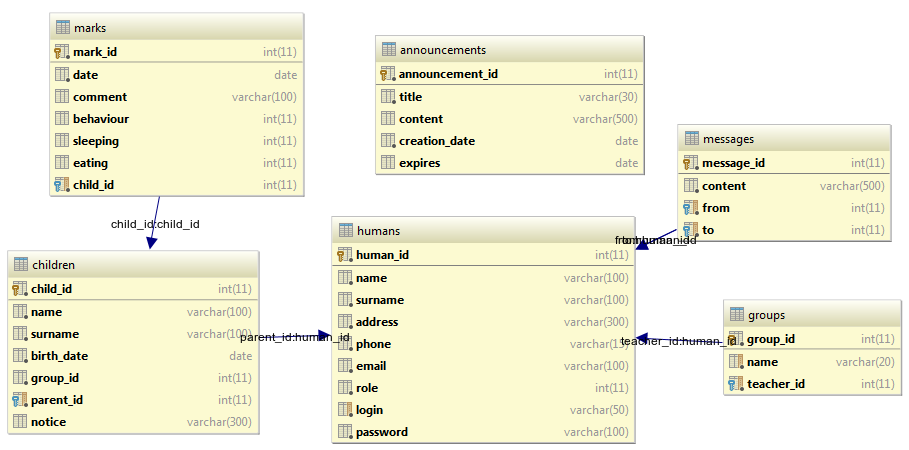 marks
mark_id int(11)
date date
comment varchar(100)
behaviour int(11)
sleeping int(11)
eating int(11)
child_id int(11)
announcements
announcement_id int(11)
title varchar(30)
content varchar(500)
creation_date date
expires date
messages
message_id int(11)
content varchar(500)
from int(11)
to int(11)
child_id:child_id
children
child_id int(11)
name varchar(100)
surname varchar(100)
birth_date date
group_id int(11)
parent_id int(11)
notice varchar(300)
parent_id:human_id
humans
human_id int(11)
name varchar(100)
surname varchar(100)
address varchar(300)
phone
email varchar(100)
role int(11)
login varchar(50)
password varchar(100)
groups
group_id int(11)
name varchar(20)
teacher_id int(11)